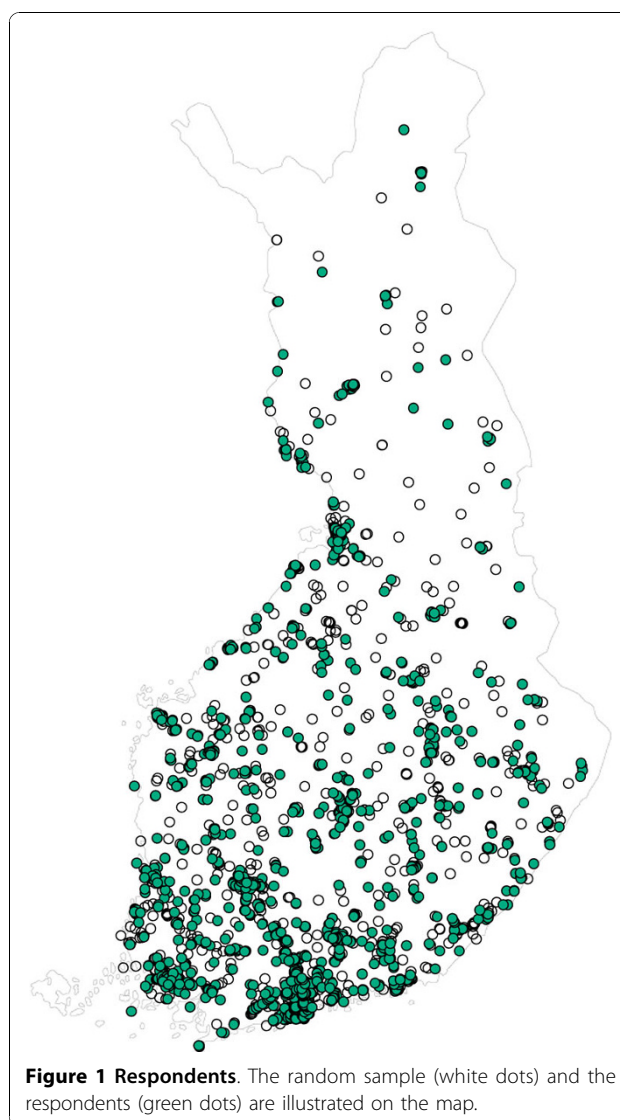 Figure 1 Respondents. The random sample (white dots) and the
respondents (green dots) are illustrated on the map.